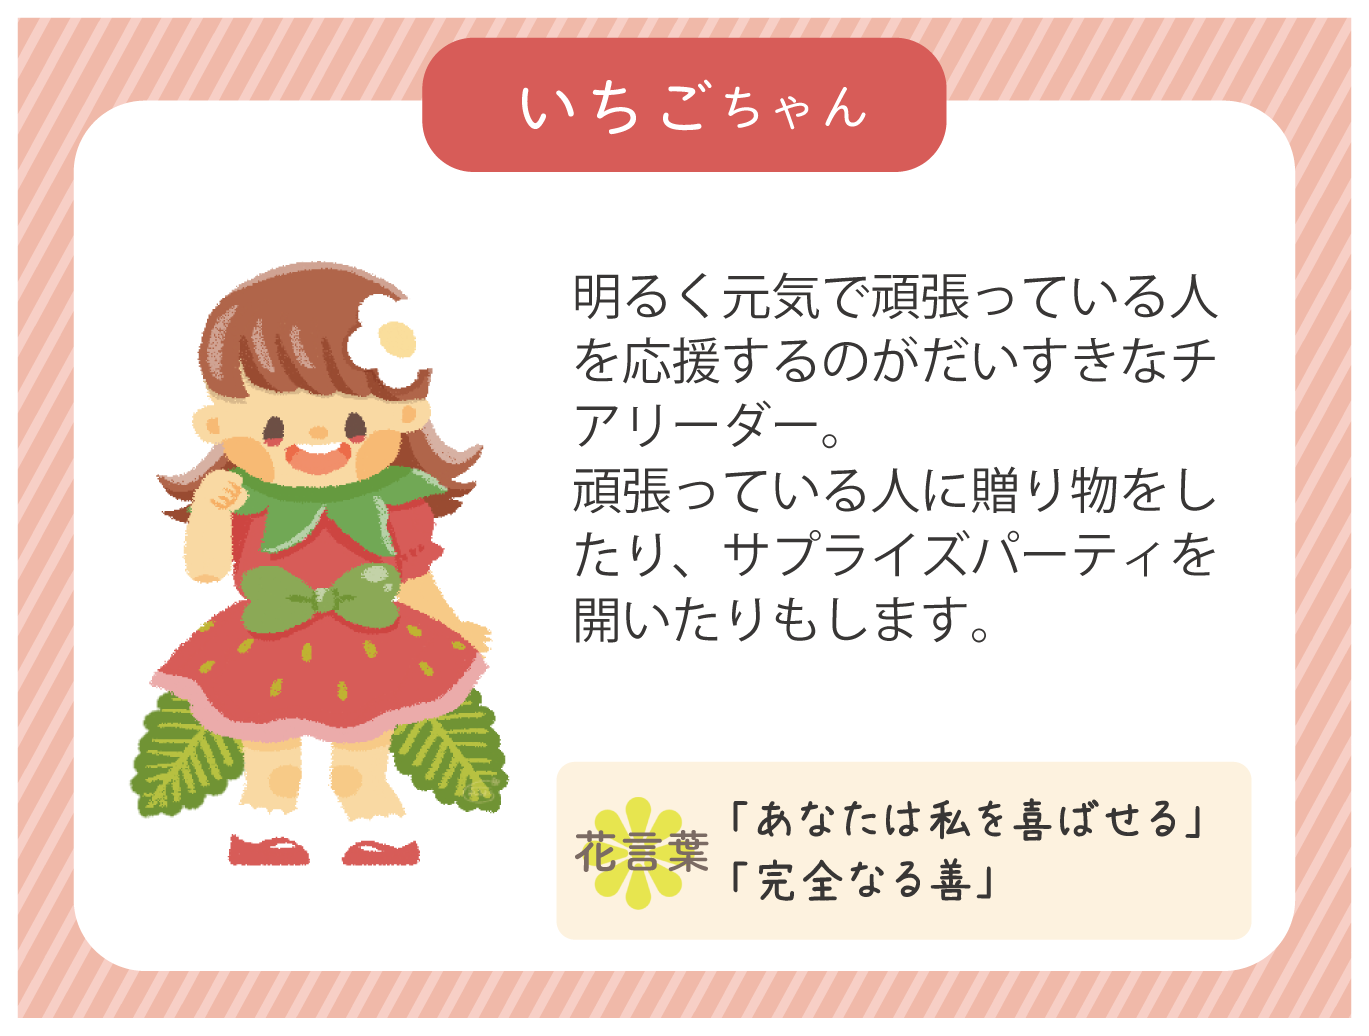 いちごちゃん
明るく元気で頑張っている人
を応援するのがだいすきなチ
アリーダー。
頑張っている人に贈り物をし
たり、サプライズパーティを
開いたりもします。
花言葉
「あなたは私を喜ばせる」
「完全なる善」